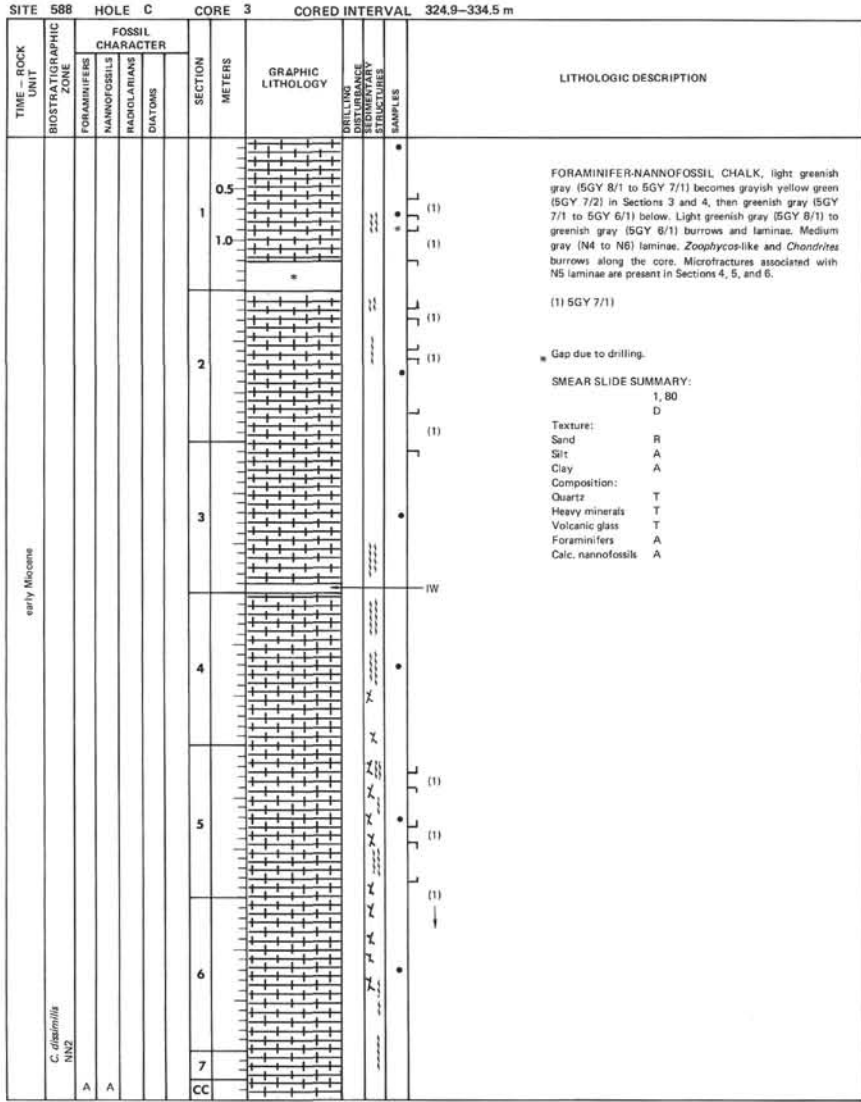 SITE 588 HOLE C CORE 3 CORED INTERVAL 324.9–334.5 m
TIME – ROCK UNIT
BIOSTRATIGRAPHIC ZONE
FOSSIL CHARACTER
FORAMINIFERS
NANNOFOSSILS
RADIOLARIANS
DIATOMS
SECTION
METERS
GRAPHIC LITHOLOGY
DRILLING DISTURBANCE
SEDIMENTARY STRUCTURES
SAMPLES
LITHOLOGIC DESCRIPTION
early Miocene
C. dissimilis
NN2
A A
1
0.5
1.0
*
2
3
4
5
6
7
CC
*
(1)
(1)
(1)
(1)
(1)
IW
(1)
(1)
(1)
FORAMINIFER-NANNOFOSSIL CHALK, light greenish
gray (5GY 8/1 to 5GY 7/1) becomes grayish yellow green
(5GY 7/2) in Sections 3 and 4, then greenish gray (5GY
7/1 to 5GY 6/1) below. Light greenish gray (5GY 8/1) to
greenish gray (5GY 6/1) burrows and laminae. Medium
gray (N4 to N6) laminae. Zoophycos-like and Chondrites
burrows along the core. Microfractures associated with
N5 laminae are present in Sections 4, 5, and 6.
(1) 5GY 7/1)
* Gap due to drilling.
SMEAR SLIDE SUMMARY:
1, 80
D
Texture:
Sand R
Silt A
Clay A
Composition:
Quartz T
Heavy minerals T
Volcanic glass T
Foraminifers A
Calc. nannofossils A